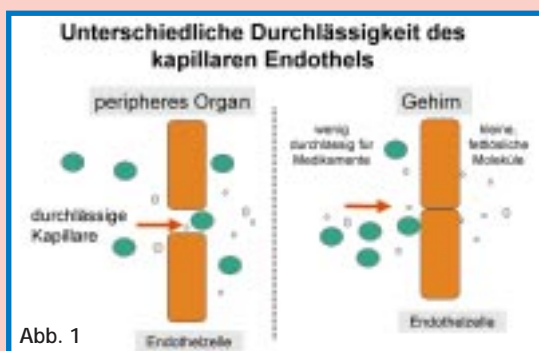 Unterschiedliche Durchlässigkeit des
kapillaren Endothels
peripheres Organ
durchlässige
Kapillare
Endothelzelle
Gehirn
wenig
durchlässig für
Medikamente
kleine,
fettlösliche
Moleküle
Endothelzelle
Abb. 1